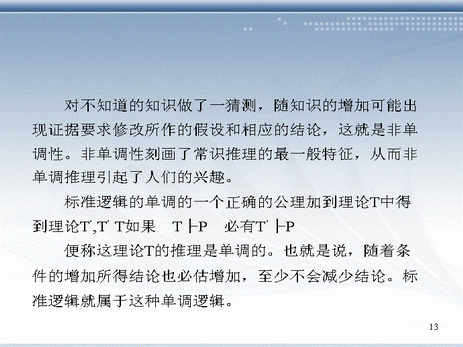 对不知道的知识做了一猜测，随知识的增加可能出
现证据要求修改所作的假设和相应的结论，这就是非单
调性。非单调性刻画了常识推理的最一般特征，从而非
单调推理引起了人们的兴趣。
标准逻辑的单调的一个正确的公理加到理论T中得
到理论T',T' T如果 T├P 必有T'├P
便称这理论T的推理是单调的。也就是说，随着条
件的增加所得结论也必估增加，至少不会减少结论。标
准逻辑就属于这种单调逻辑。
13